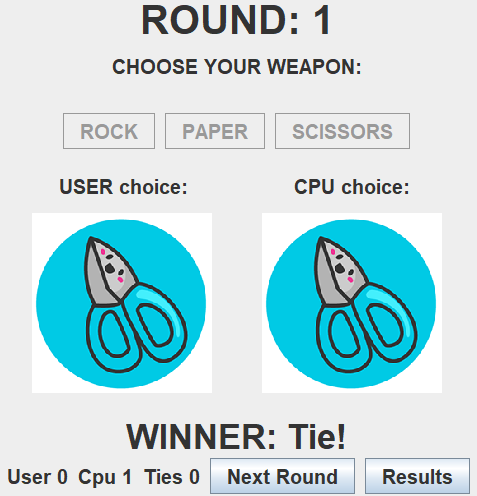 ROUND: 1
CHOOSE YOUR WEAPON:
ROCK PAPER SCISSORS
USER choice: CPU choice:
WINNER: Tie!
User 0 Cpu 1 Ties 0 Next Round Results